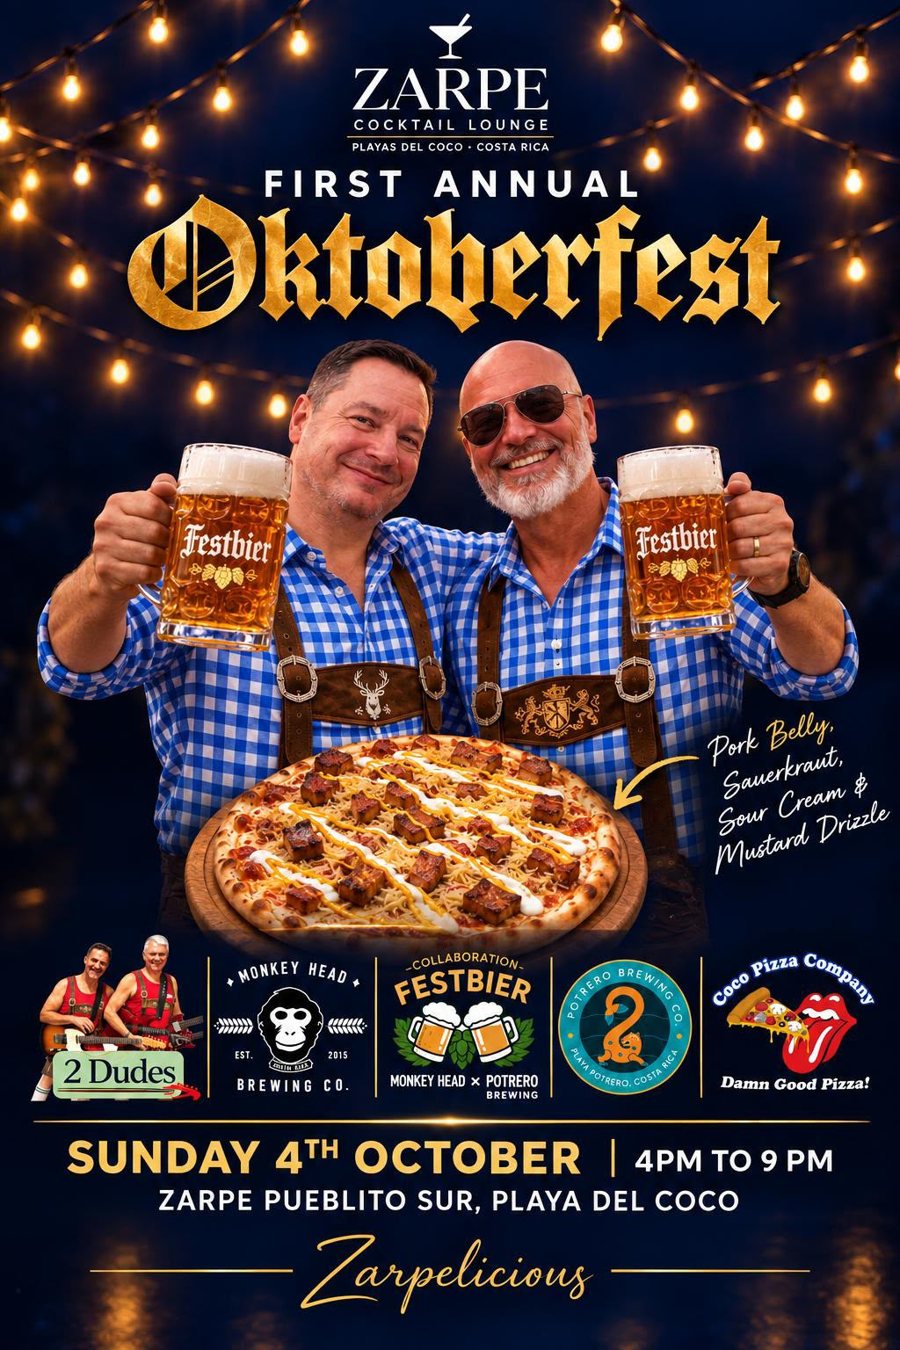 ZARPE
COCKTAIL LOUNGE
PLAYAS DEL COCO · COSTA RICA
FIRST ANNUAL
Oktoberfest
Festbier
Festbier
Pork Belly,
Sauerkraut,
Sour Cream &
Mustard Drizzle
2 Dudes
MONKEY HEAD
EST. 2015
BREWING CO.
-COLLABORATION-
FESTBIER
MONKEY HEAD × POTRERO
BREWING
POTRERO BREWING CO.
PLAYA POTRERO, COSTA RICA
Coco Pizza Company
Damn Good Pizza!
SUNDAY 4TH OCTOBER | 4PM TO 9 PM
ZARPE PUEBLITO SUR, PLAYA DEL COCO
Zarpelicious